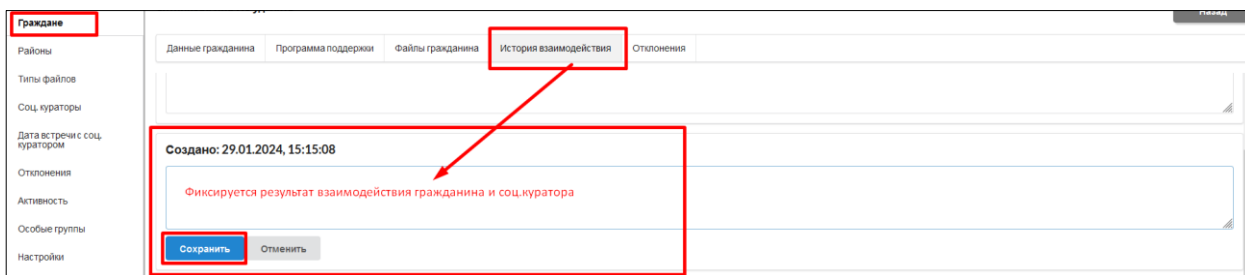 Назад
Граждане
Районы
Типы файлов
Соц. кураторы
Дата встречи с соц.
куратором
Отклонения
Активность
Особые группы
Настройки
Данные гражданина Программа поддержки Файлы гражданина История взаимодействия Отклонения
Создано: 29.01.2024, 15:15:08
Фиксируется результат взаимодействия гражданина и соц.куратора
Сохранить Отменить